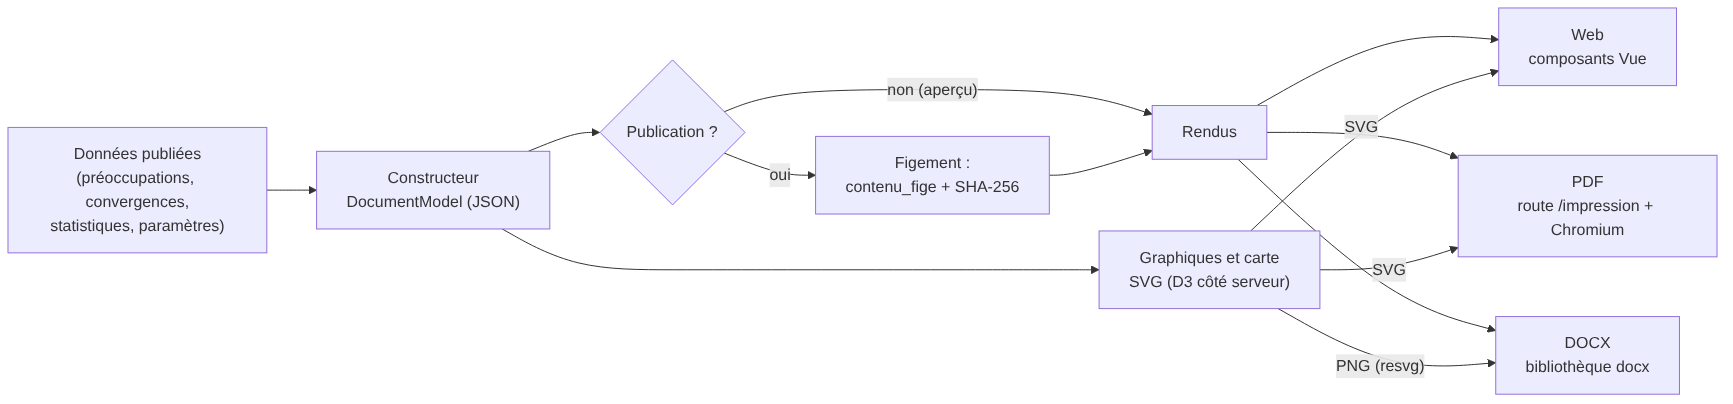 Données publiées
(préoccupations,
convergences,
statistiques, paramètres)
Constructeur
DocumentModel (JSON)
Publication ?
non (aperçu)
oui
Figement :
contenu_fige + SHA-256
Rendus
Graphiques et carte
SVG (D3 côté serveur)
SVG
SVG
PNG (resvg)
Web
composants Vue
PDF
route /impression +
Chromium
DOCX
bibliothèque docx